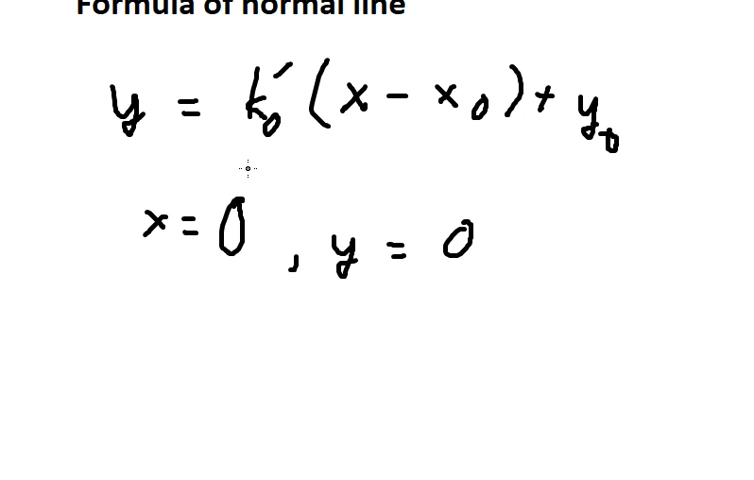 Formula of normal line
y = k₀′(x - x₀) + y₀
x = 0, y = 0